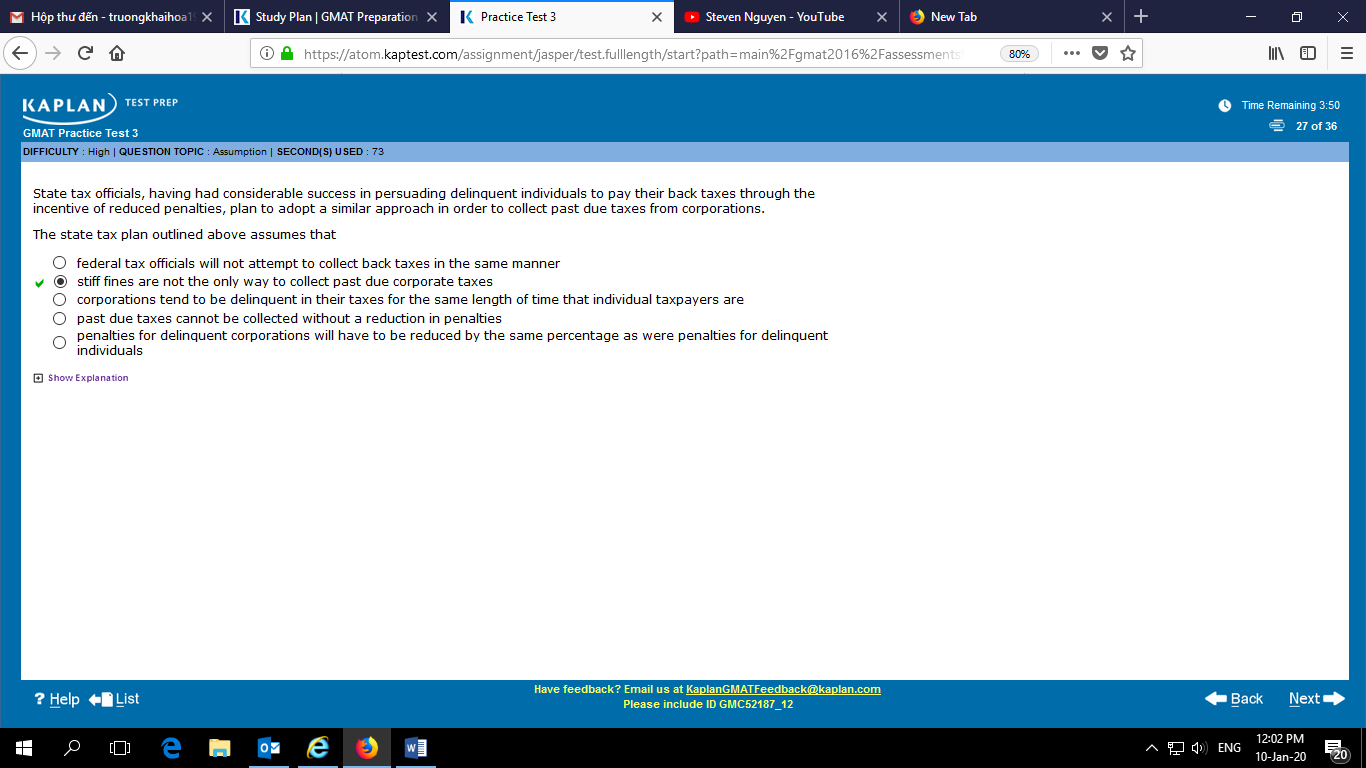 Hộp thư đến - truongkhaihoa1
Study Plan | GMAT Preparation
Practice Test 3
Steven Nguyen - YouTube
New Tab
https://atom.kaptest.com/assignment/jasper/test.fulllength/start?path=main%2Fgmat2016%2Fassessments
80%
KAPLAN TEST PREP
Time Remaining 3:50
GMAT Practice Test 3
27 of 36
DIFFICULTY : High | QUESTION TOPIC : Assumption | SECOND(S) USED : 73
State tax officials, having had considerable success in persuading delinquent individuals to pay their back taxes through the
incentive of reduced penalties, plan to adopt a similar approach in order to collect past due taxes from corporations.
The state tax plan outlined above assumes that
federal tax officials will not attempt to collect back taxes in the same manner
stiff fines are not the only way to collect past due corporate taxes
corporations tend to be delinquent in their taxes for the same length of time that individual taxpayers are
past due taxes cannot be collected without a reduction in penalties
penalties for delinquent corporations will have to be reduced by the same percentage as were penalties for delinquent
individuals
Show Explanation
? Help List
Have feedback? Email us at KaplanGMATFeedback@kaplan.com
Please include ID GMC52187_12
Back Next
ENG
12:02 PM
10-Jan-20
20